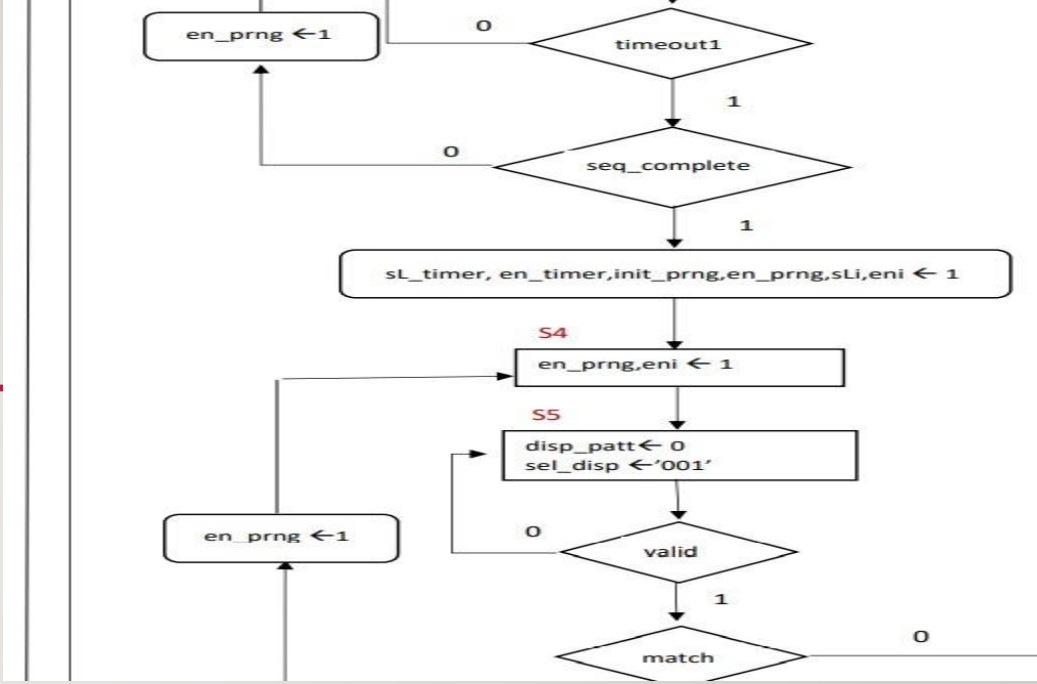 en_prng ←1
0
timeout1
1
0
seq_complete
1
sL_timer, en_timer,init_prng,en_prng,sLi,eni ← 1
S4
en_prng,eni ← 1
S5
disp_patt← 0
sel_disp ←’001’
en_prng ←1
0
valid
1
0
match